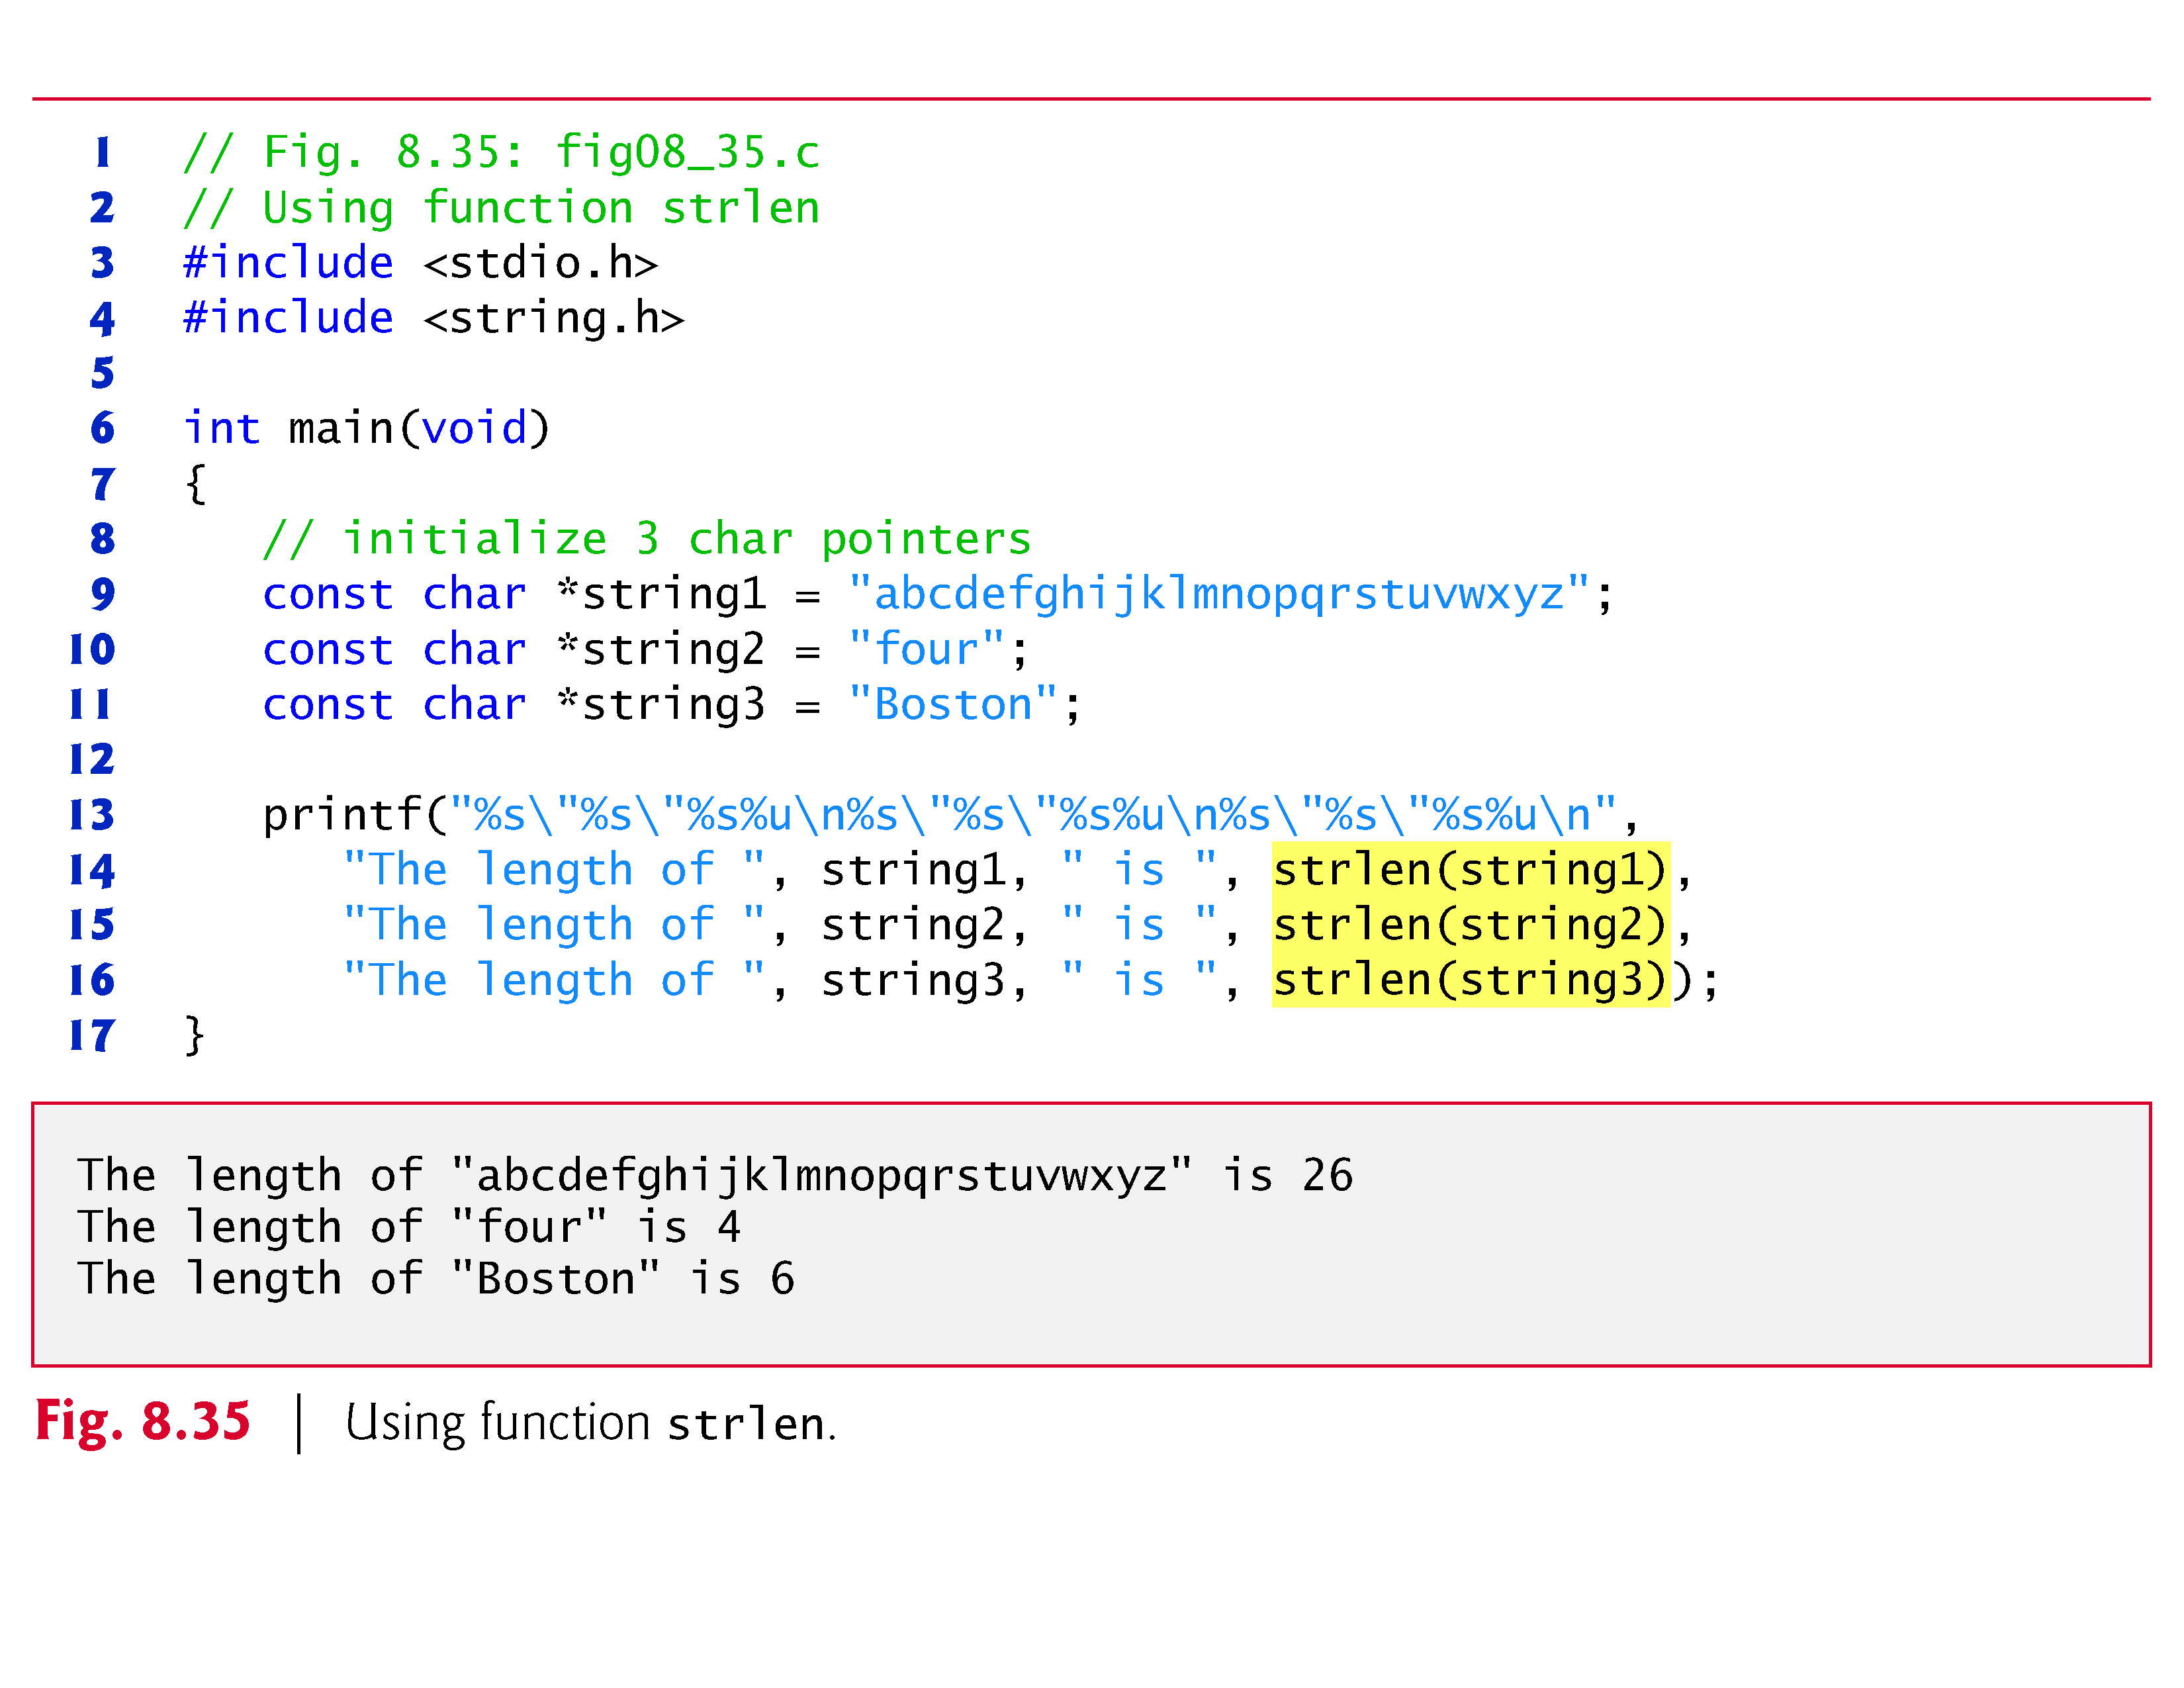 1 // Fig. 8.35: fig08_35.c
2 // Using function strlen
3 #include <stdio.h>
4 #include <string.h>
5
6 int main(void)
7 {
8    // initialize 3 char pointers
9    const char *string1 = "abcdefghijklmnopqrstuvwxyz";
10    const char *string2 = "four";
11    const char *string3 = "Boston";
12
13    printf("%s\"%s\"%s%u\n%s\"%s\"%s%u\n%s\"%s\"%s%u\n",
14       "The length of ", string1, " is ", strlen(string1),
15       "The length of ", string2, " is ", strlen(string2),
16       "The length of ", string3, " is ", strlen(string3));
17 }
The length of "abcdefghijklmnopqrstuvwxyz" is 26
The length of "four" is 4
The length of "Boston" is 6
Fig. 8.35 | Using function strlen.